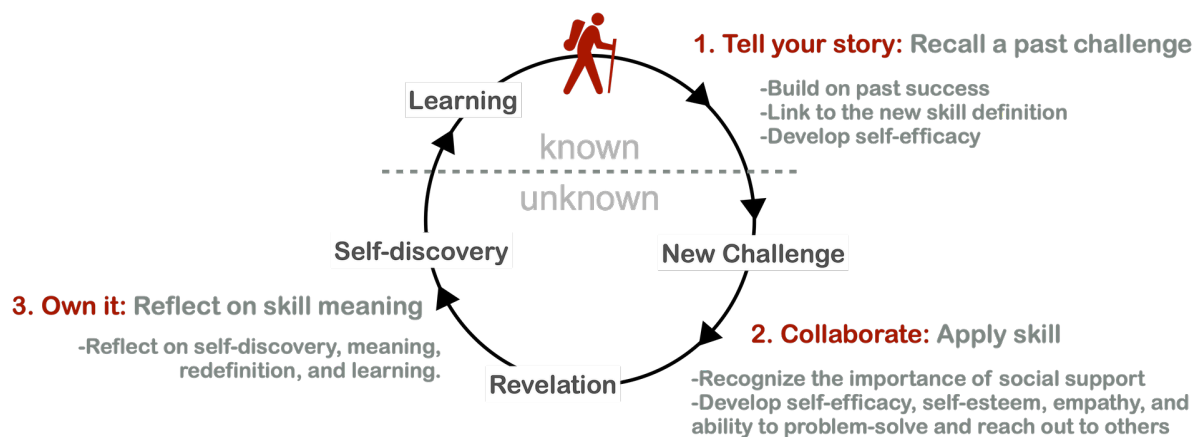 1. Tell your story: Recall a past challenge
-Build on past success
-Link to the new skill definition
-Develop self-efficacy
Learning
known
unknown
Self-discovery
New Challenge
3. Own it: Reflect on skill meaning
-Reflect on self-discovery, meaning,
redefinition, and learning.
2. Collaborate: Apply skill
-Recognize the importance of social support
-Develop self-efficacy, self-esteem, empathy, and
ability to problem-solve and reach out to others
Revelation